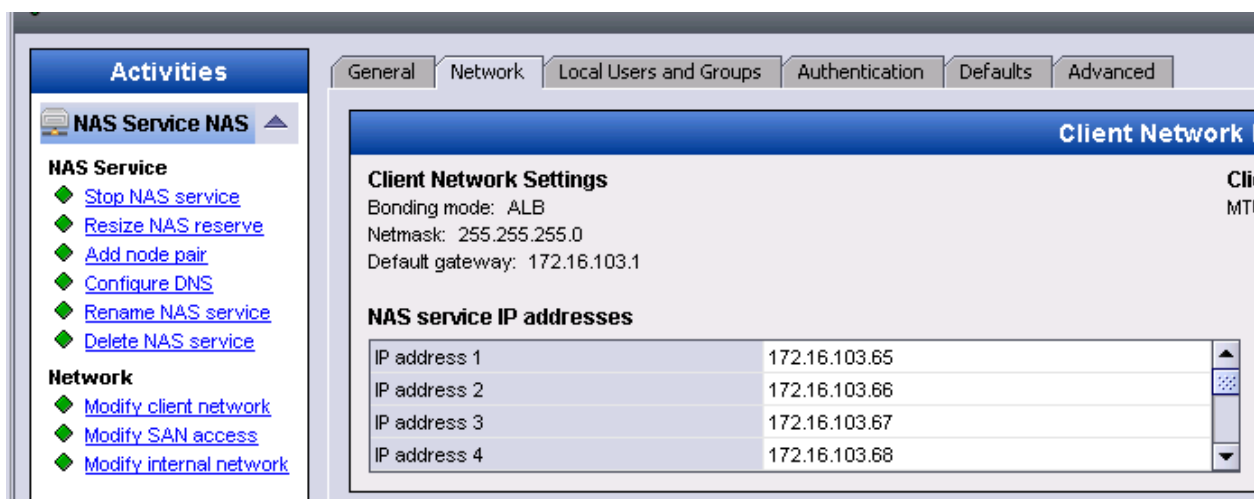 Activities
NAS Service NAS
NAS Service
Stop NAS service
Resize NAS reserve
Add node pair
Configure DNS
Rename NAS service
Delete NAS service
Network
Modify client network
Modify SAN access
Modify internal network
General Network Local Users and Groups Authentication Defaults Advanced
Client Network
Client Network Settings
Bonding mode: ALB
Netmask: 255.255.255.0
Default gateway: 172.16.103.1
NAS service IP addresses
IP address 1 172.16.103.65
IP address 2 172.16.103.66
IP address 3 172.16.103.67
IP address 4 172.16.103.68